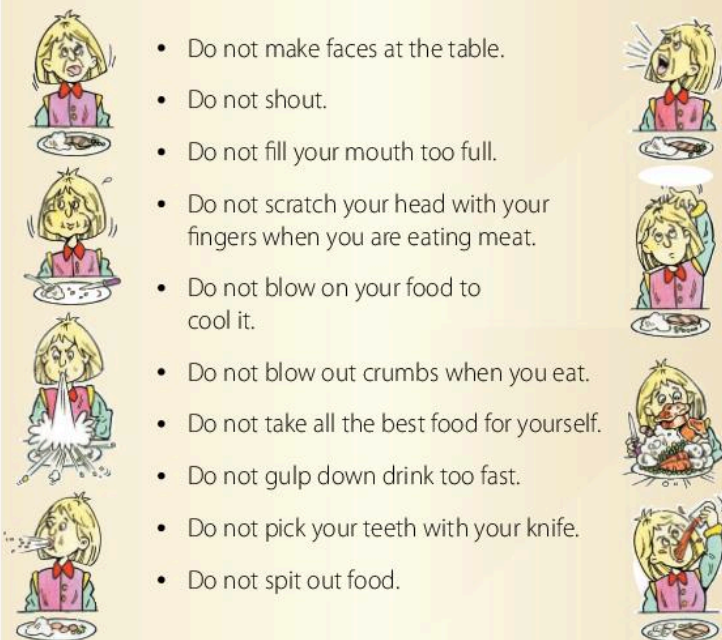 • Do not make faces at the table.
• Do not shout.
• Do not fill your mouth too full.
• Do not scratch your head with your
fingers when you are eating meat.
• Do not blow on your food to
cool it.
• Do not blow out crumbs when you eat.
• Do not take all the best food for yourself.
• Do not gulp down drink too fast.
• Do not pick your teeth with your knife.
• Do not spit out food.